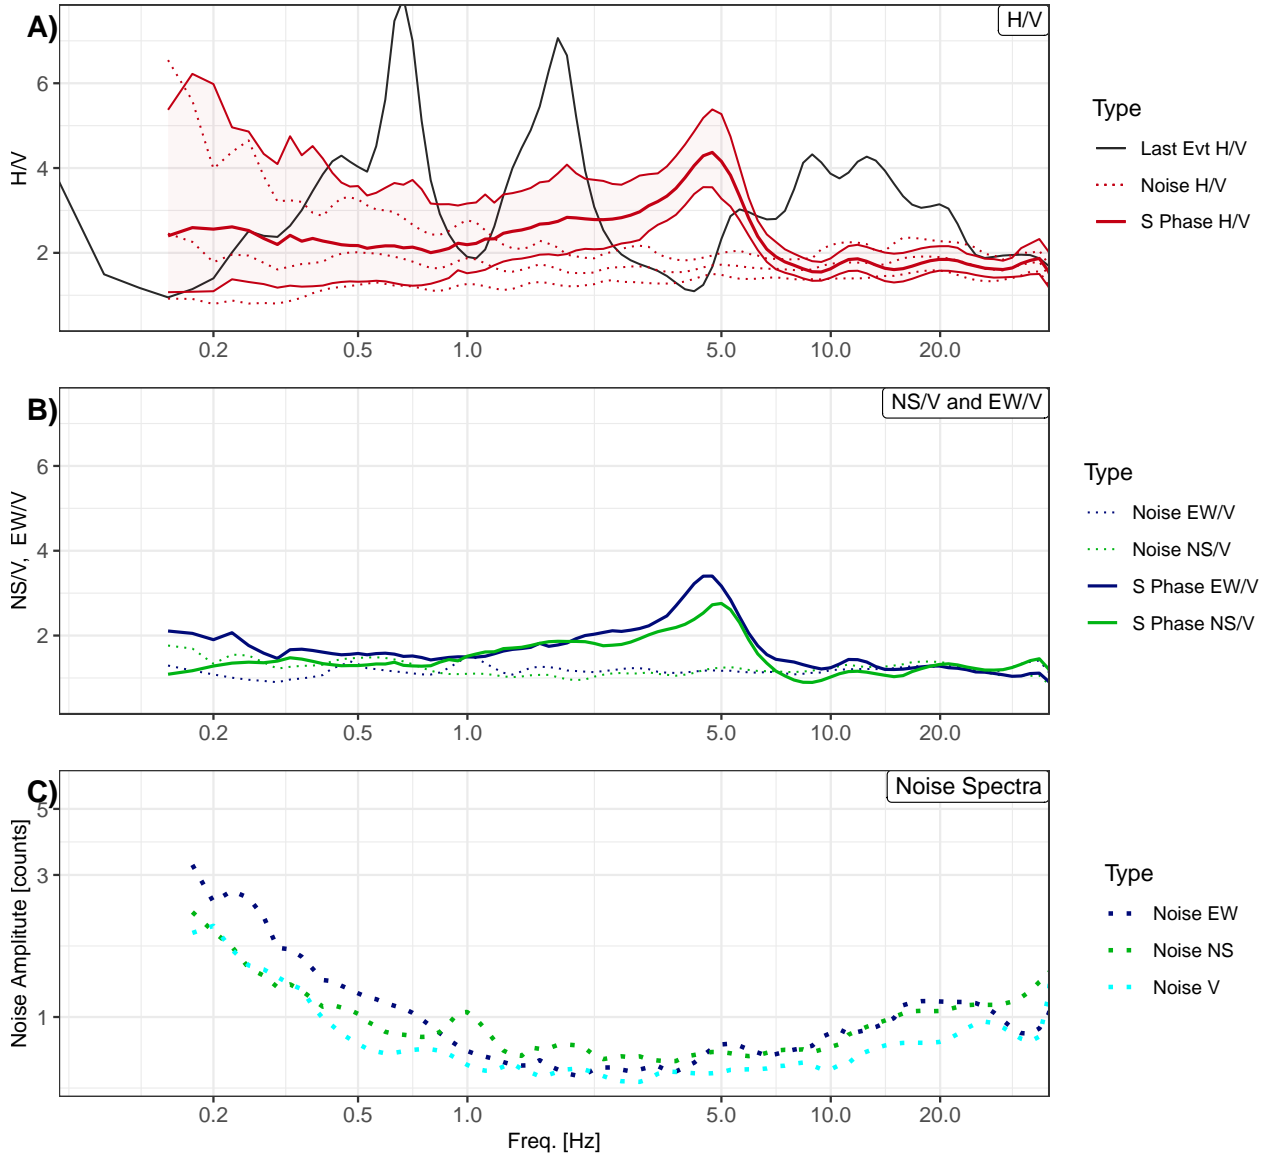 A)
H/V
6
4
2
H/V
0.2 0.5 1.0 5.0 10.0 20.0
Type
Last Evt H/V
Noise H/V
S Phase H/V
B)
NS/V and EW/V
6
4
2
NS/V, EW/V
0.2 0.5 1.0 5.0 10.0 20.0
Type
Noise EW/V
Noise NS/V
S Phase EW/V
S Phase NS/V
C)
Noise Spectra
5
3
1
Noise Amplitute [counts]
0.2 0.5 1.0 5.0 10.0 20.0
Freq. [Hz]
Type
Noise EW
Noise NS
Noise V